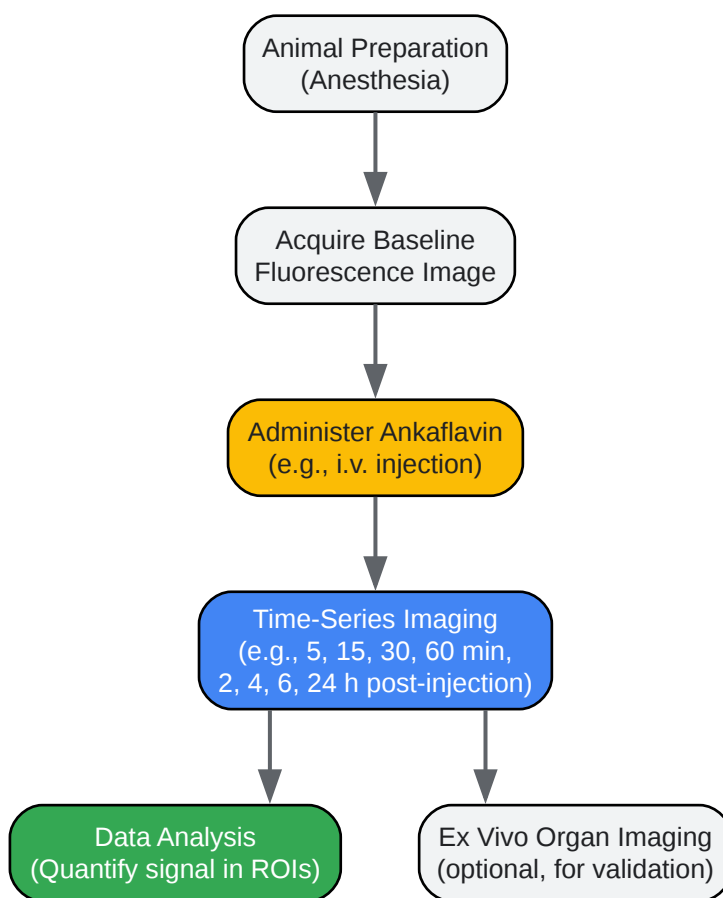 Animal Preparation
(Anesthesia)
Acquire Baseline
Fluorescence Image
Administer Ankaflavin
(e.g., i.v. injection)
Time-Series Imaging
(e.g., 5, 15, 30, 60 min,
2, 4, 6, 24 h post-injection)
Data Analysis
(Quantify signal in ROIs)
Ex Vivo Organ Imaging
(optional, for validation)